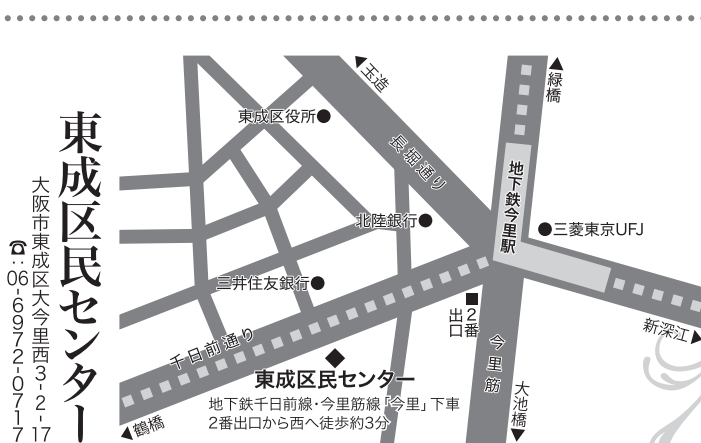 東成区民センター
大阪市東成区大今里西3-2-17
☎:06-6972-0717
▲玉造
▲緑橋
東成区役所●
長堀通り
地下鉄今里駅
北陸銀行●
●三菱東京UFJ
三井住友銀行●
■2番
出口
新深江▶
千日前通り
今里筋
◆
東成区民センター
大池橋▼
地下鉄千日前線・今里筋線「今里」下車
2番出口から西へ徒歩約3分
◀鶴橋